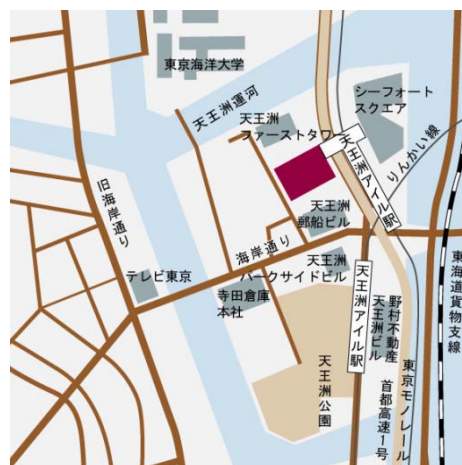 東京海洋大学
天王洲運河
シーフォート
スクエア
天王洲
ファーストタワー
天王洲アイル駅
りんかい線
旧海岸通り
天王洲
郵船ビル
海岸通り
天王洲
パークサイドビル
テレビ東京
寺田倉庫
本社
天王洲アイル駅
野村不動産
天王洲ビル
東海道貨物支線
天王洲公園
東京モノレール
首都高速1号